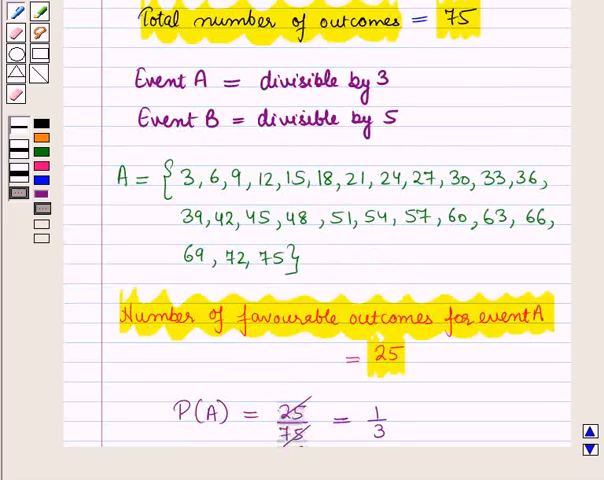 Total number of outcomes = 75
Event A = divisible by 3
Event B = divisible by 5
A = {3, 6, 9, 12, 15, 18, 21, 24, 27, 30, 33, 36,
39, 42, 45, 48, 51, 54, 57, 60, 63, 66,
69, 72, 75}
Number of favourable outcomes for event A
= 25
P(A) = 25/75 = 1/3